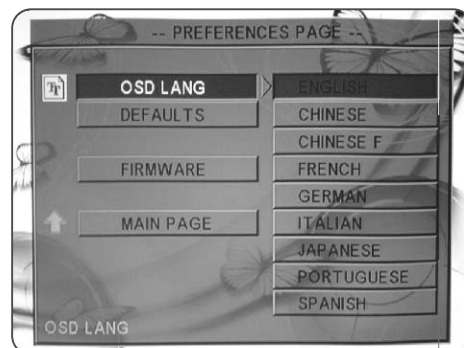 -- PREFERENCES PAGE --
OSD LANG
DEFAULTS
FIRMWARE
MAIN PAGE
ENGLISH
CHINESE
CHINESE F
FRENCH
GERMAN
ITALIAN
JAPANESE
PORTUGUESE
SPANISH
OSD LANG